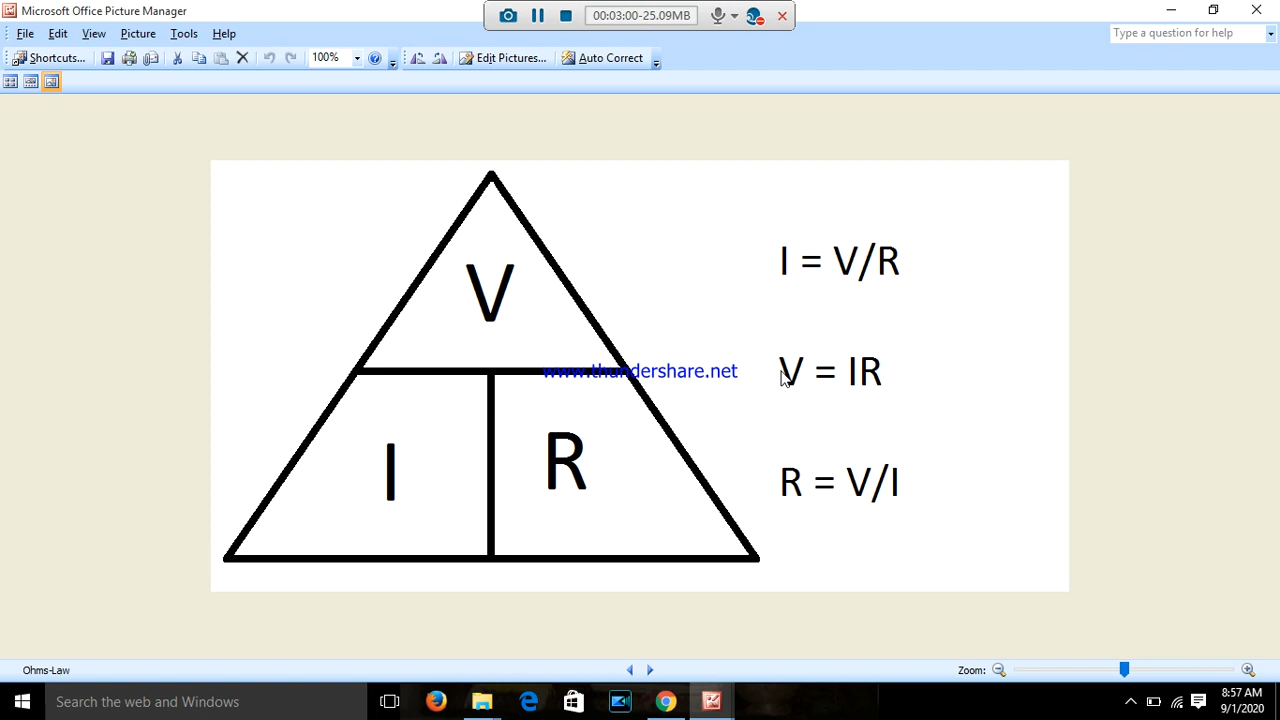 Microsoft Office Picture Manager
00:03:00-25.09MB
File Edit View Picture Tools Help
Type a question for help
Shortcuts... 100% Edit Pictures... Auto Correct
V
I = V/R
www.thundershare.net
V = IR
I R
R = V/I
Ohms-Law
Zoom:
Search the web and Windows
8:57 AM
9/1/2020